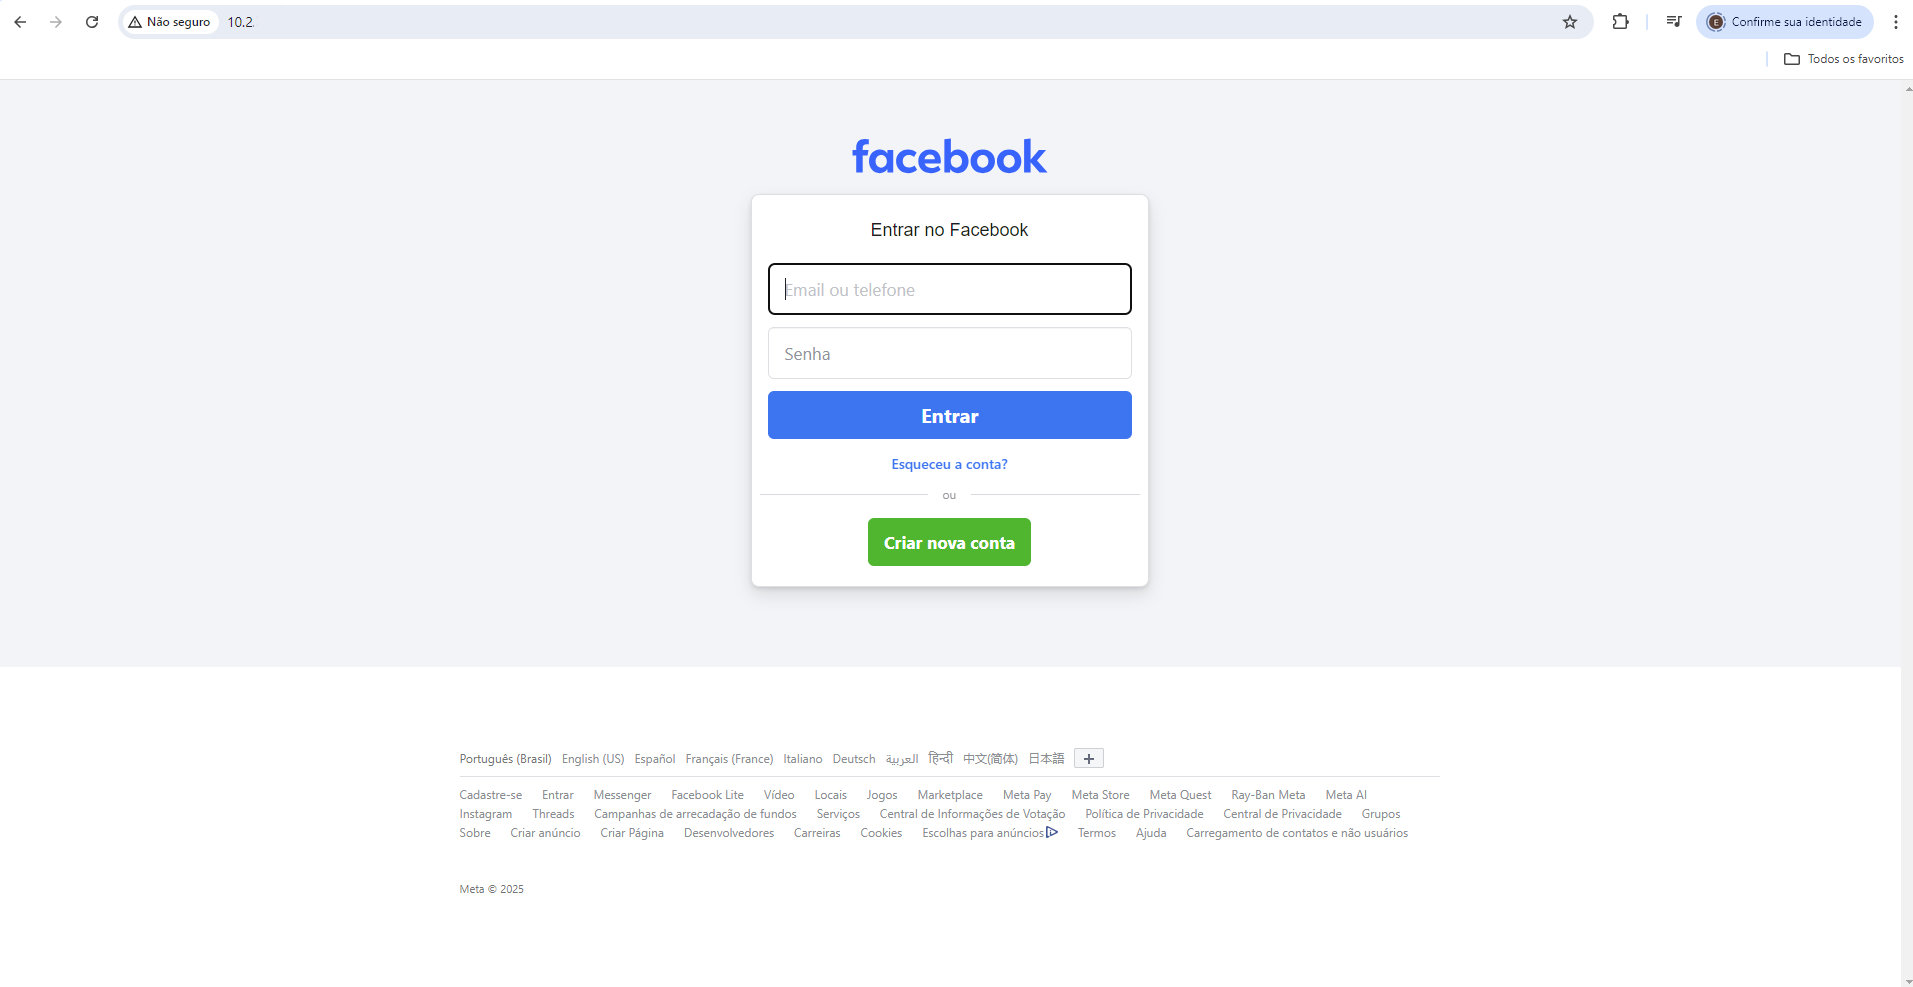 Não seguro 10.2. Confirme sua identidade
Todos os favoritos
facebook
Entrar no Facebook
Email ou telefone
Senha
Entrar
Esqueceu a conta?
ou
Criar nova conta
Português (Brasil) English (US) Español Français (France) Italiano Deutsch العربية हिन्दी 中文(简体) 日本語
Cadastre-se Entrar Messenger Facebook Lite Vídeo Locais Jogos Marketplace Meta Pay Meta Store Meta Quest Ray-Ban Meta Meta AI
Instagram Threads Campanhas de arrecadação de fundos Serviços Central de Informações de Votação Política de Privacidade Central de Privacidade Grupos
Sobre Criar anúncio Criar Página Desenvolvedores Carreiras Cookies Escolhas para anúncios Termos Ajuda Carregamento de contatos e não usuários
Meta © 2025